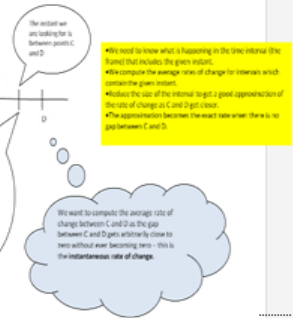 The instant we
are looking for is
between points C
and D
•We need to know what is happening in the time interval (the
frame) that includes the given instant.
•We compute the average rates of change for intervals which
contain the given instant.
•Reduce the size of the interval to get a good approximation of
the rate of change as C and D get closer.
•The approximation becomes the exact rate when there is no
gap between C and D.
D
We want to compute the average rate of
change between C and D as the gap
between C and D gets arbitrarily close to
zero without ever becoming zero – this is
the instantaneous rate of change.